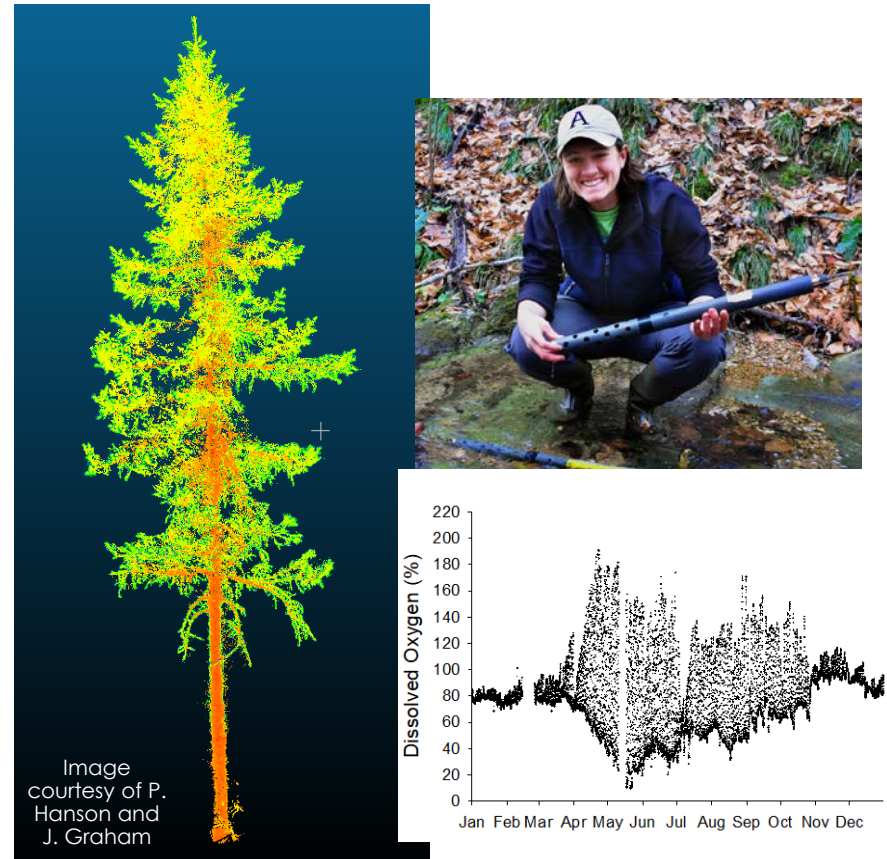 Image
courtesy of P.
Hanson and
J. Graham
A
Dissolved Oxygen (%)
220
200
180
160
140
120
100
80
60
40
20
0
Jan Feb Mar Apr May Jun Jul Aug Sep Oct Nov Dec